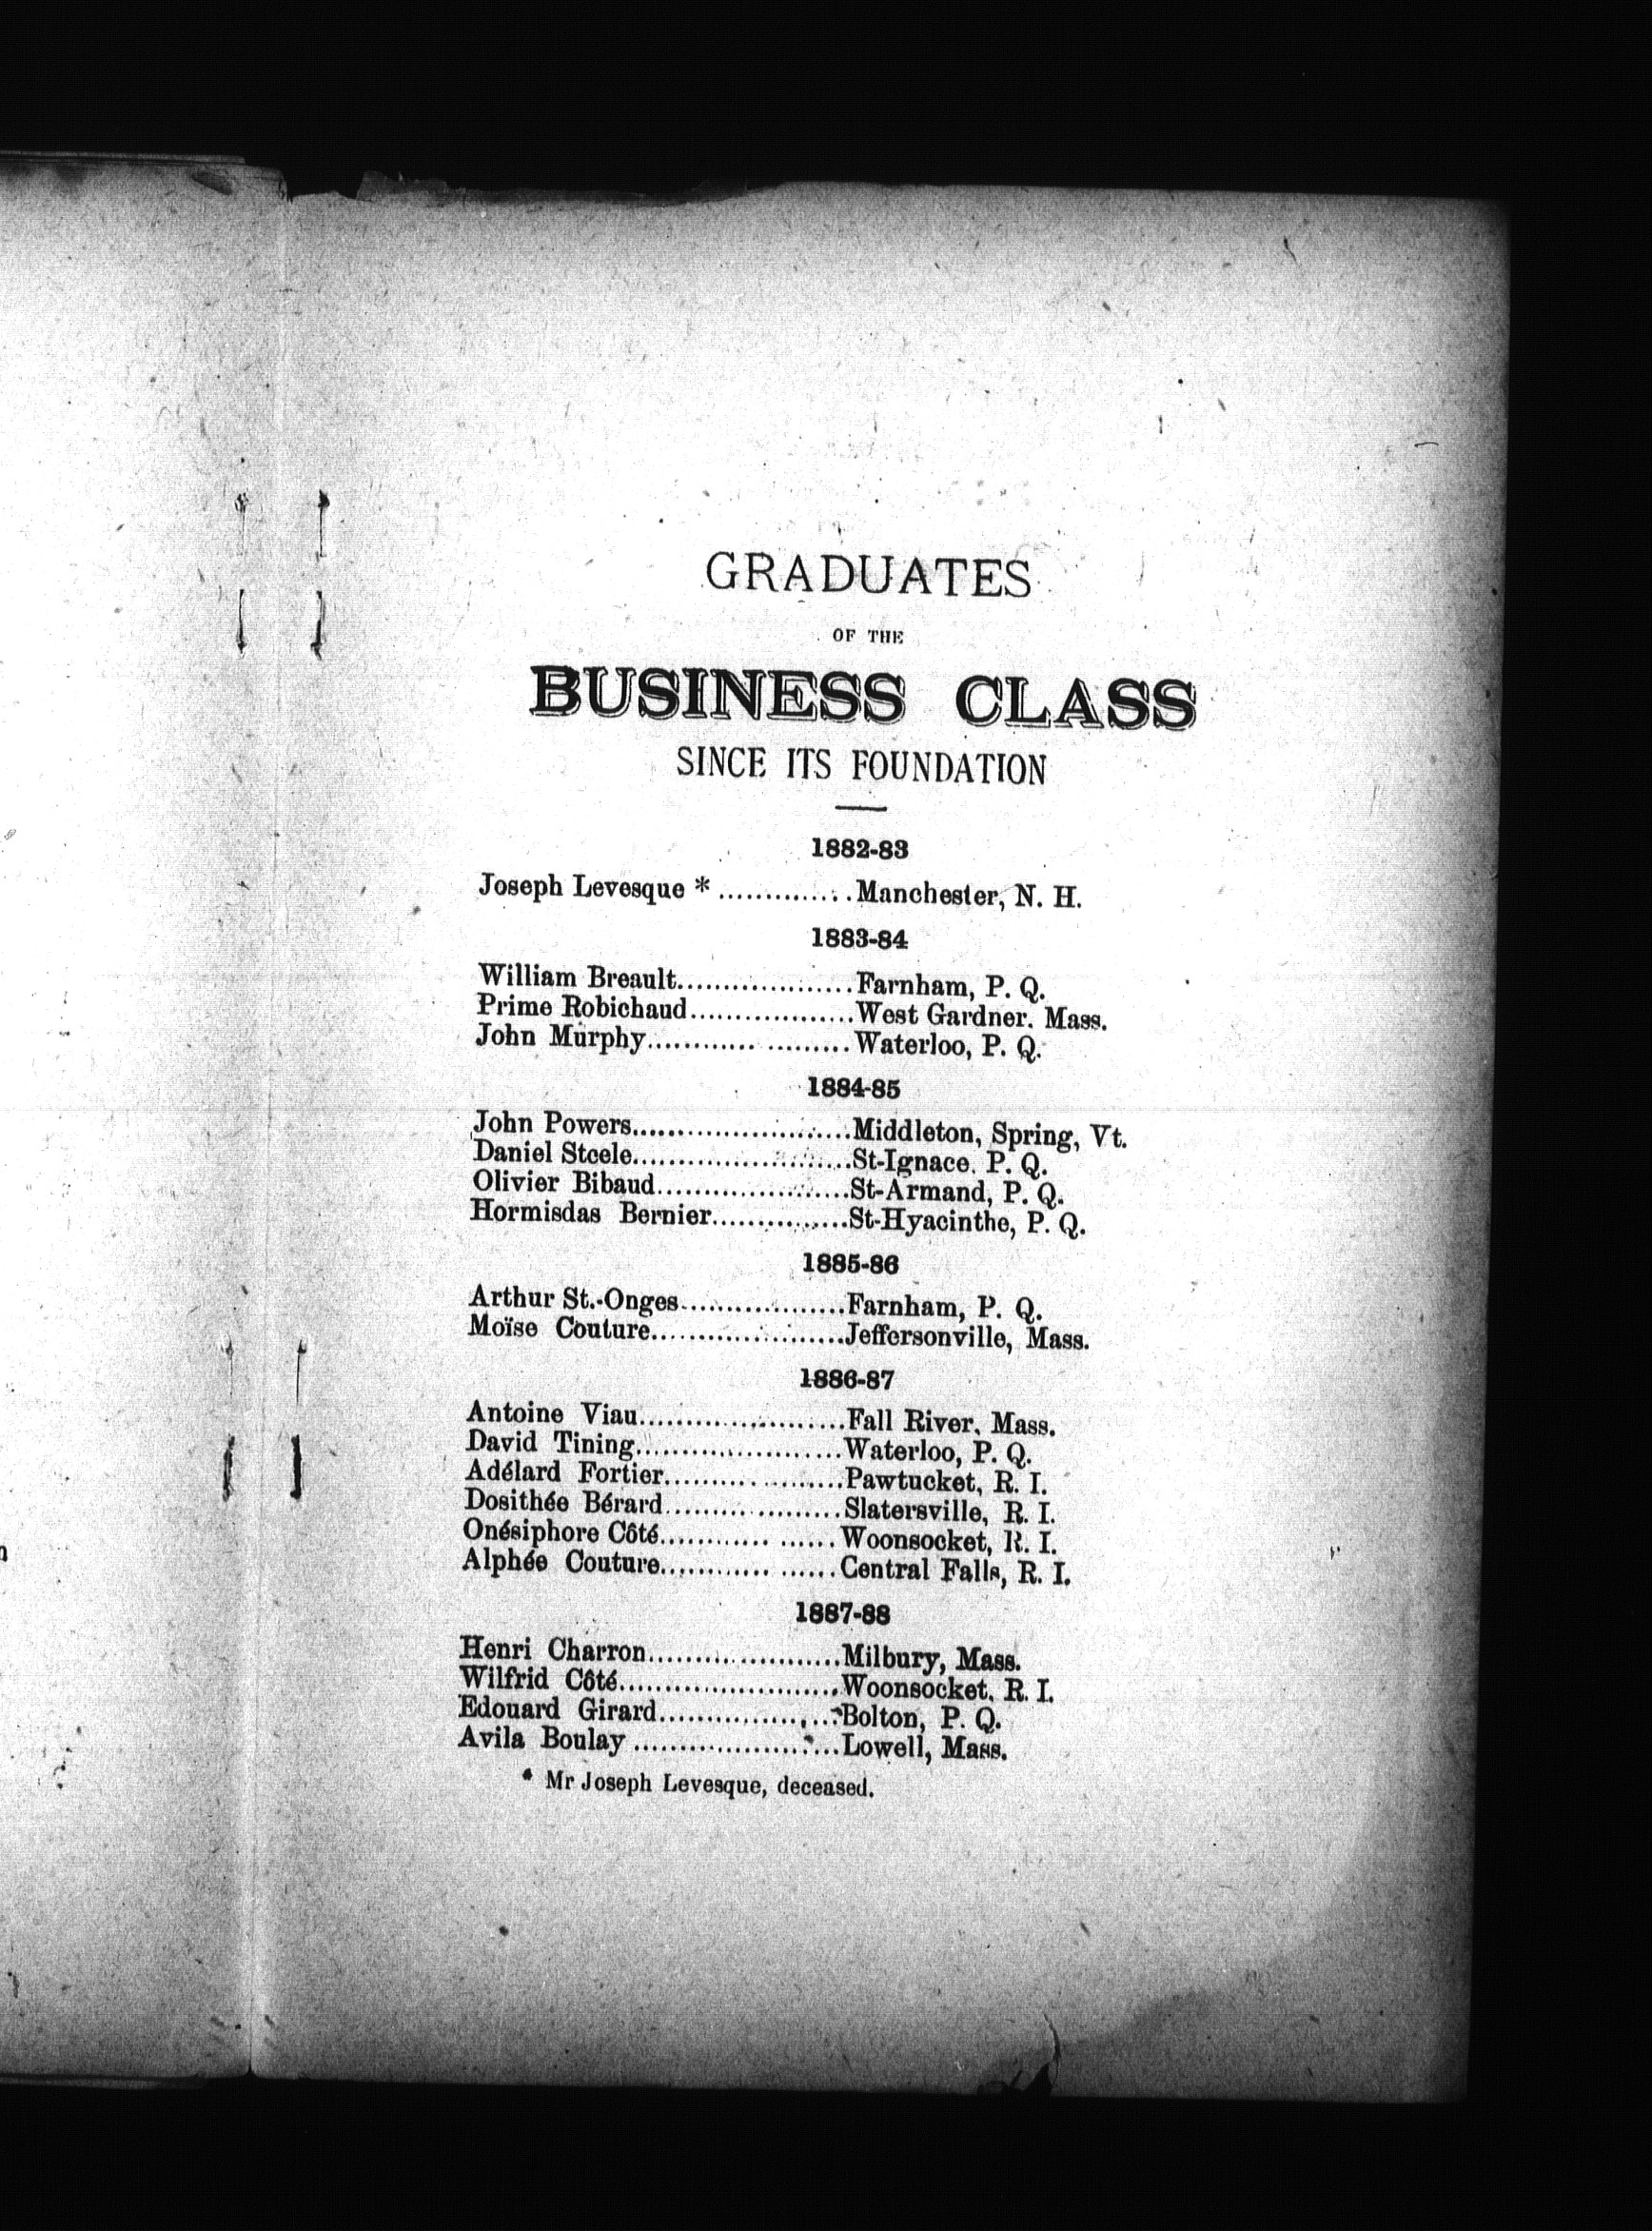 GRADUATES
OF THE
BUSINESS CLASS
SINCE ITS FOUNDATION
1882-83
Joseph Levesque * .............. Manchester, N. H.
1883-84
William Breault...................Farnham, P. Q.
Prime Robichaud..................West Gardner. Mass.
John Murphy............ .........Waterloo, P. Q.
1884-85
John Powers........................Middleton, Spring, Vt.
Daniel Steele........................St-Ignace. P. Q.
Olivier Bibaud.....................St-Armand, P. Q.
Hormisdas Bernier...............St-Hyacinthe, P. Q.
1885-86
Arthur St.-Onges..................Farnham, P. Q.
Moïse Couture.....................Jeffersonville, Mass.
1886-87
Antoine Viau.......................Fall River, Mass.
David Tining.......................Waterloo, P. Q.
Adélard Fortier....................Pawtucket, R. I.
Dosithée Bérard...................Slatersville, R. I.
Onésiphore Côté............ ......Woonsocket, R. I.
Alphée Couture............ ......Central Falls, R. I.
1887-88
Henri Charron.....................Milbury, Mass.
Wilfrid Côté........................Woonsocket, R. I.
Edouard Girard....................Bolton, P. Q.
Avila Boulay ......................Lowell, Mass.
* Mr Joseph Levesque, deceased.